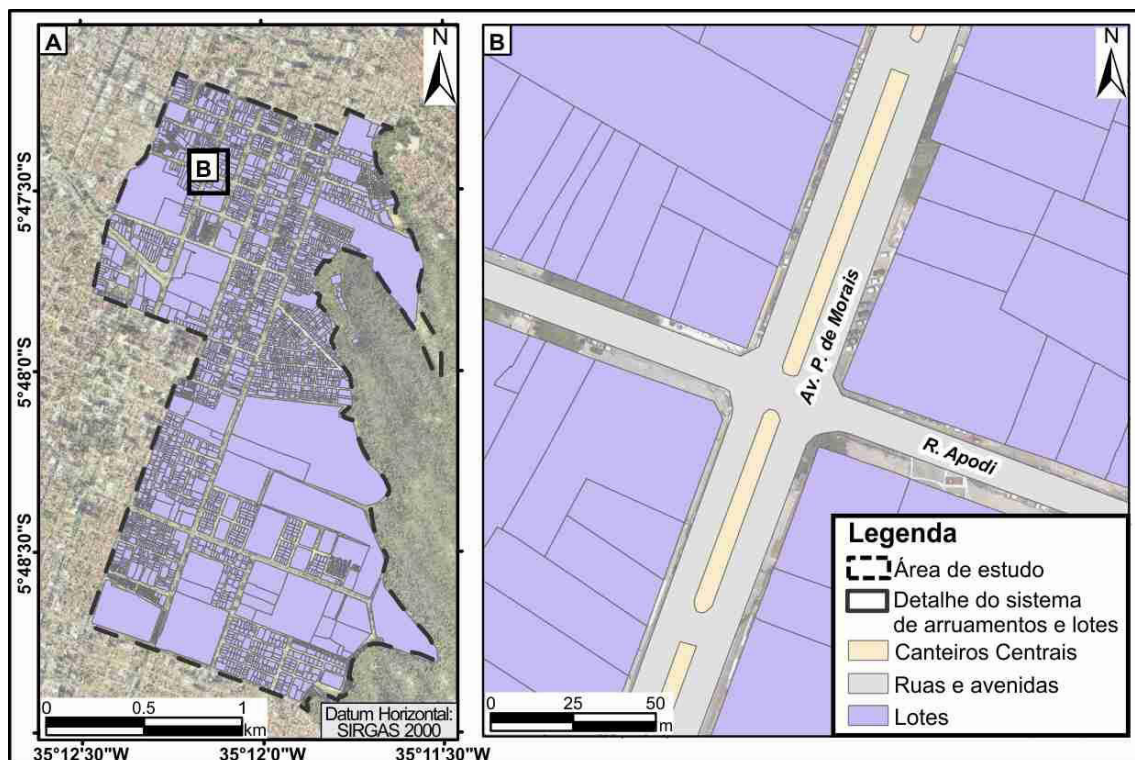 A
N
B
5°47'30"S
5°48'0"S
5°48'30"S
0 0.5 1
km
Datum Horizontal:
SIRGAS 2000
35°12'30"W 35°12'0"W 35°11'30"W
B
N
Av. P. de Morais
R. Apodi
0 25 50
m
Legenda
Área de estudo
Detalhe do sistema
de arruamentos e lotes
Canteiros Centrais
Ruas e avenidas
Lotes